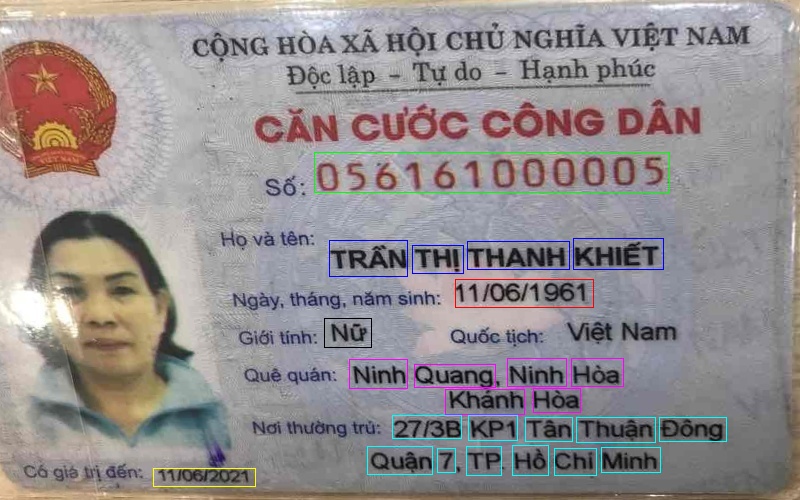 CỘNG HÒA XÃ HỘI CHỦ NGHĨA VIỆT NAM
Độc lập - Tự do - Hạnh phúc
CĂN CƯỚC CÔNG DÂN
Số: 056161000005
Họ và tên: TRẦN THỊ THANH KHIẾT
Ngày, tháng, năm sinh: 11/06/1961
Giới tính: Nữ Quốc tịch: Việt Nam
Quê quán: Ninh Quang, Ninh Hòa
Khánh Hòa
Nơi thường trú: 27/3B KP1 Tân Thuận Đông
Quận 7, TP. Hồ Chí Minh
Có giá trị đến: 11/06/2021
VIỆT NAM